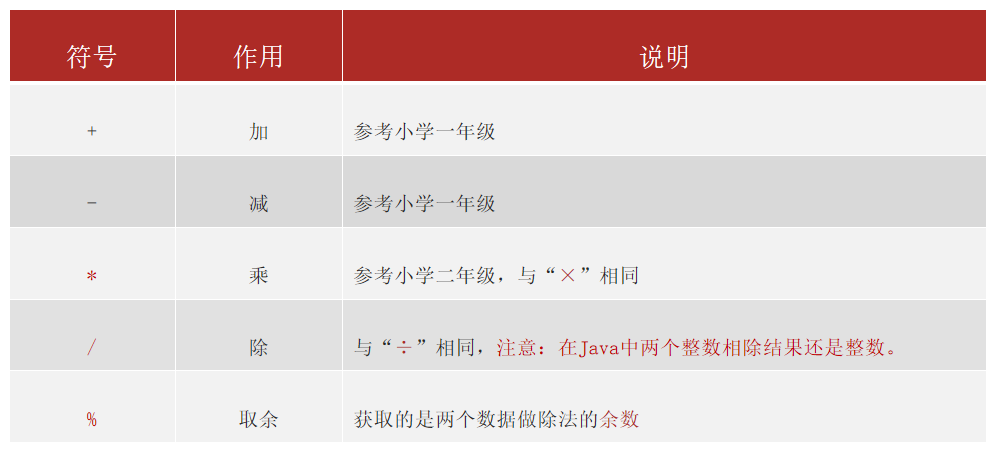 符号 作用 说明
+ 加 参考小学一年级
- 减 参考小学一年级
* 乘 参考小学二年级，与“×”相同
/ 除 与“÷”相同，注意：在Java中两个整数相除结果还是整数。
% 取余 获取的是两个数据做除法的余数